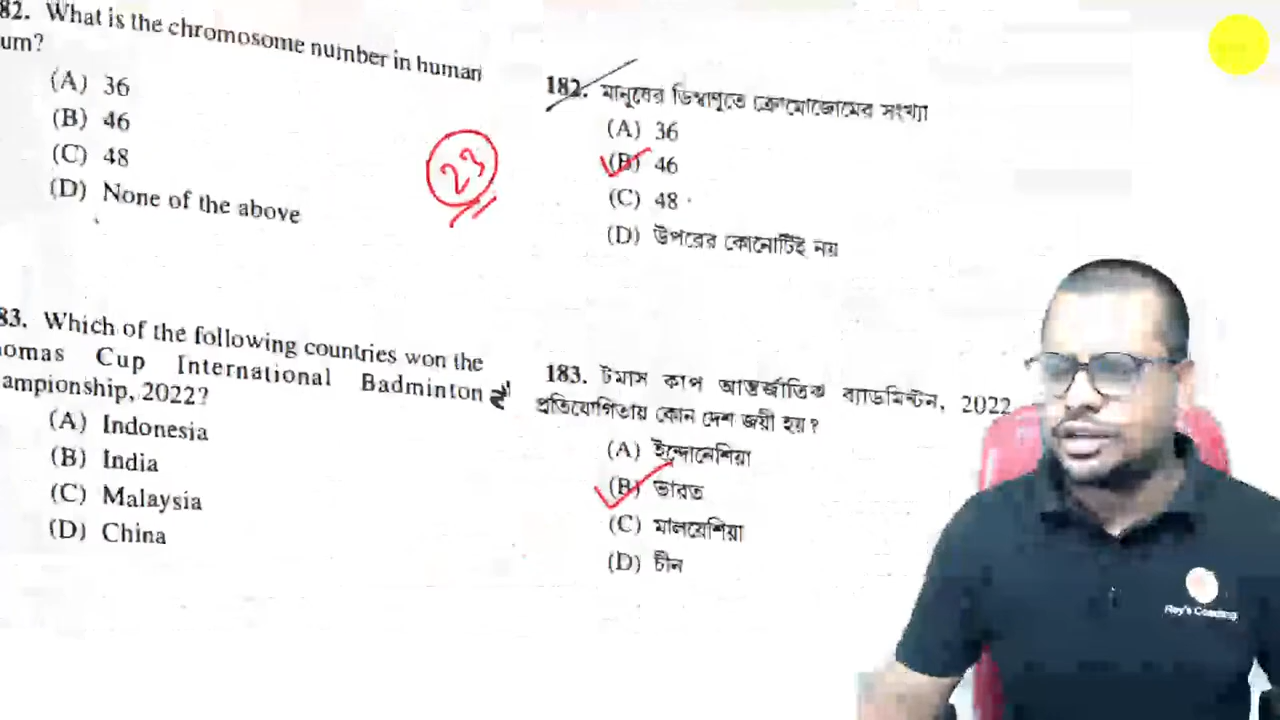 82. What is the chromosome number in human
um?
(A) 36
(B) 46
(C) 48
(D) None of the above
23
182. মানুষের ডিম্বাণুতে ক্রোমোজোমের সংখ্যা
(A) 36
(B) 46
(C) 48
(D) উপরের কোনোটিই নয়
83. Which of the following countries won the
omas Cup International Badminton
ampionship, 2022?
(A) Indonesia
(B) India
(C) Malaysia
(D) China
183. টমাস কাপ আন্তর্জাতিক ব্যাডমিন্টন, 2022
প্রতিযোগিতায় কোন দেশ জয়ী হয়?
(A) ইন্দোনেশিয়া
(B) ভারত
(C) মালয়েশিয়া
(D) চীন
Roy's Coaching